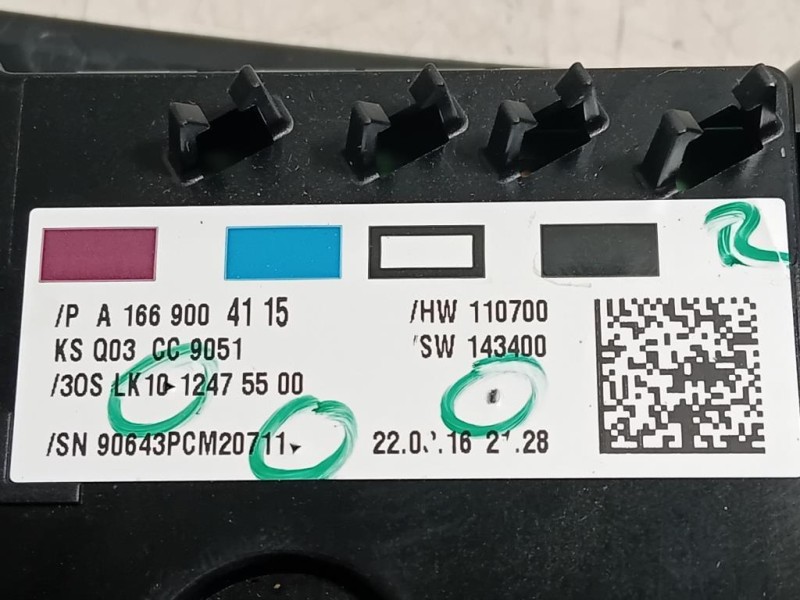 /P A 166 900 41 15
/HW 110700
KS Q03 CC 9051
/SW 143400
/30S LK10 1247 55 00
/SN 90643PCM20711